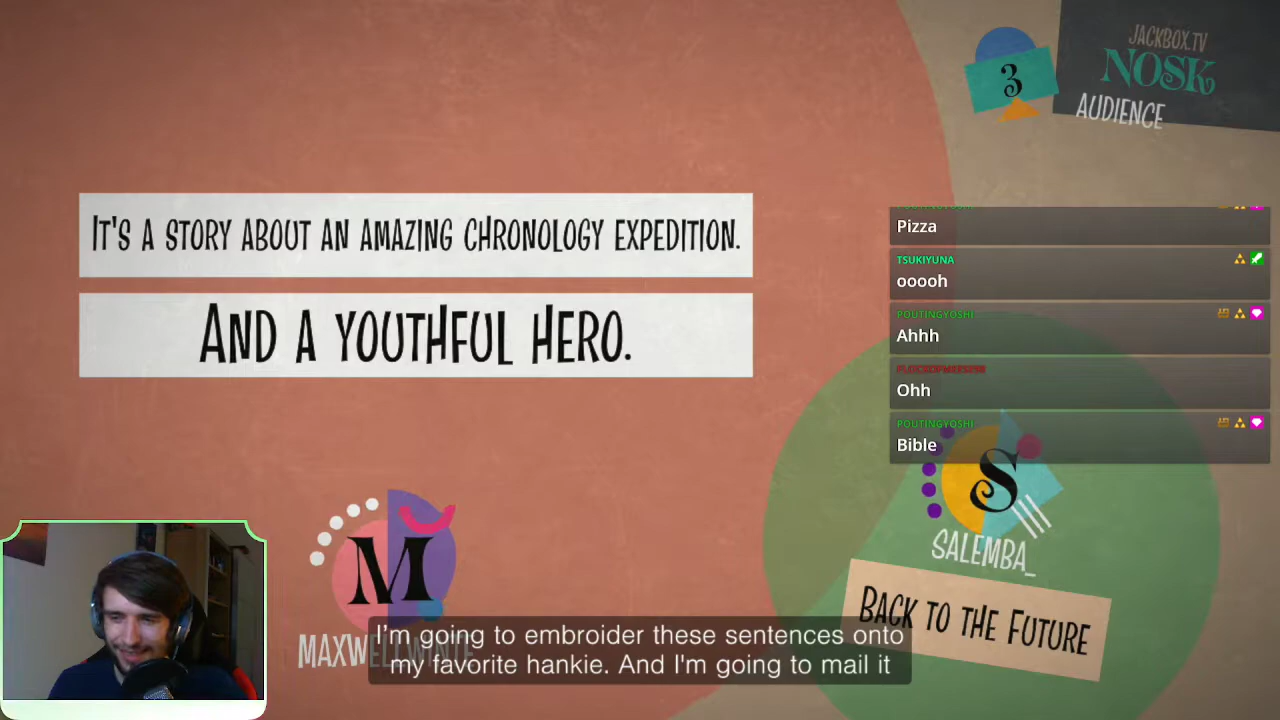 JACKBOX.TV
NOSK
3
AUDIENCE
IT'S A STORY ABOUT AN AMAZING CHRONOLOGY EXPEDITION.
AND A YOUTHFUL HERO.
Pizza
TSUKIYUNA
ooooh
POUTINGYOSHI
Ahhh
Ohh
POUTINGYOSHI
Bible
M
S
SALEMBA_
BACK TO THE FUTURE
I'm going to embroider these sentences onto
my favorite hankie. And I'm going to mail it